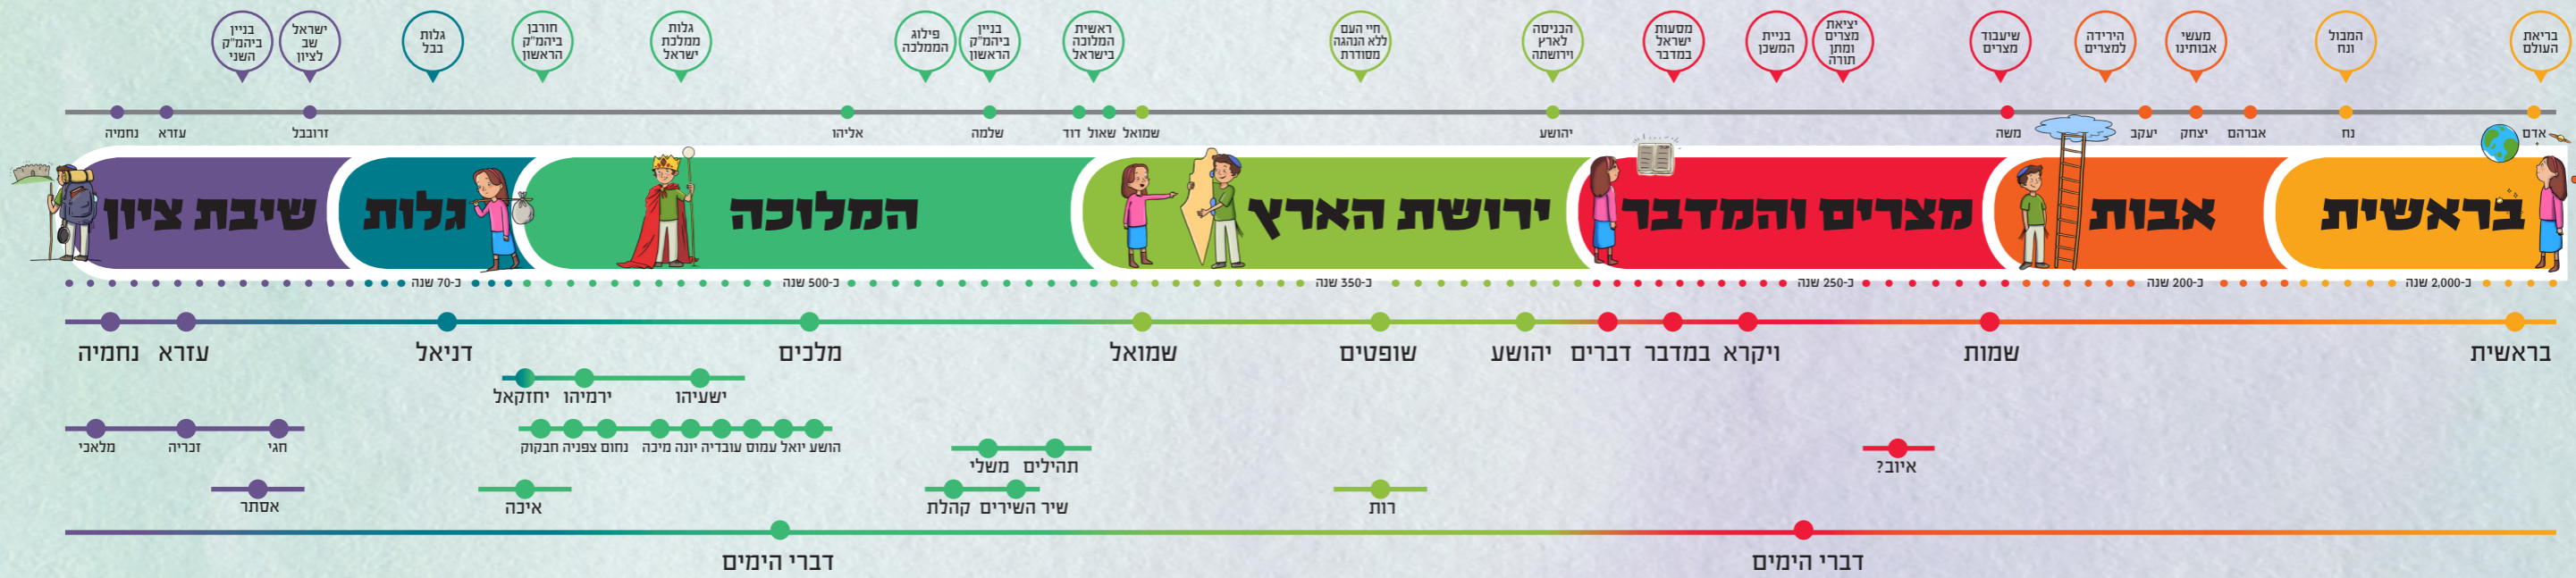 בריאת
העולם
המבול
ונח
מעשי
אבותינו
הירידה
למצרים
שיעבוד
מצרים
יציאת
מצרים
ומתן
תורה
בניית
המשכן
מסעות
ישראל
במדבר
הכניסה
לארץ
וירושתה
חיי העם
ללא הנהגה
מסודרת
ראשית
המלוכה
בישראל
בניין
ביהמ"ק
הראשון
פילוג
הממלכה
גלות
ממלכת
ישראל
חורבן
ביהמ"ק
הראשון
גלות
בבל
ישראל
שב
לציון
בניין
ביהמ"ק
השני
אדם נח אברהם יצחק יעקב משה יהושע שמואל שאול דוד שלמה אליהו זרובבל עזרא נחמיה
בראשית אבות מצרים והמדבר ירושת הארץ המלוכה גלות שיבת ציון
כ-2,000 שנה כ-200 שנה כ-250 שנה כ-350 שנה כ-500 שנה כ-70 שנה
בראשית שמות ויקרא במדבר דברים יהושע שופטים שמואל מלכים דניאל עזרא נחמיה
ישעיהו ירמיהו יחזקאל
הושע יואל עמוס עובדיה יונה מיכה נחום צפניה חבקוק חגי זכריה מלאכי
איוב? תהילים משלי
רות שיר השירים קהלת איכה אסתר
דברי הימים דברי הימים